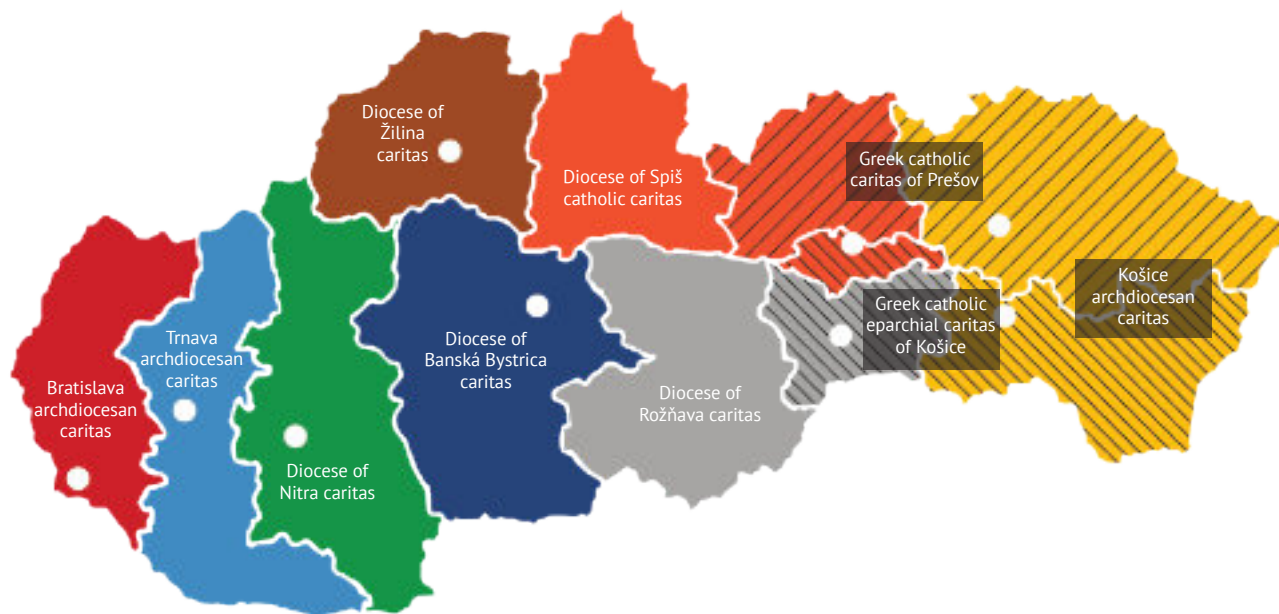 Diocese of
Žilina
caritas
Diocese of Spiš
catholic caritas
Greek catholic
caritas of Prešov
Košice
archdiocesan
caritas
Greek catholic
eparchial caritas
of Košice
Trnava
archdiocesan
caritas
Diocese of
Banská Bystrica
caritas
Bratislava
archdiocesan
caritas
Diocese of
Rožňava caritas
Diocese of
Nitra caritas